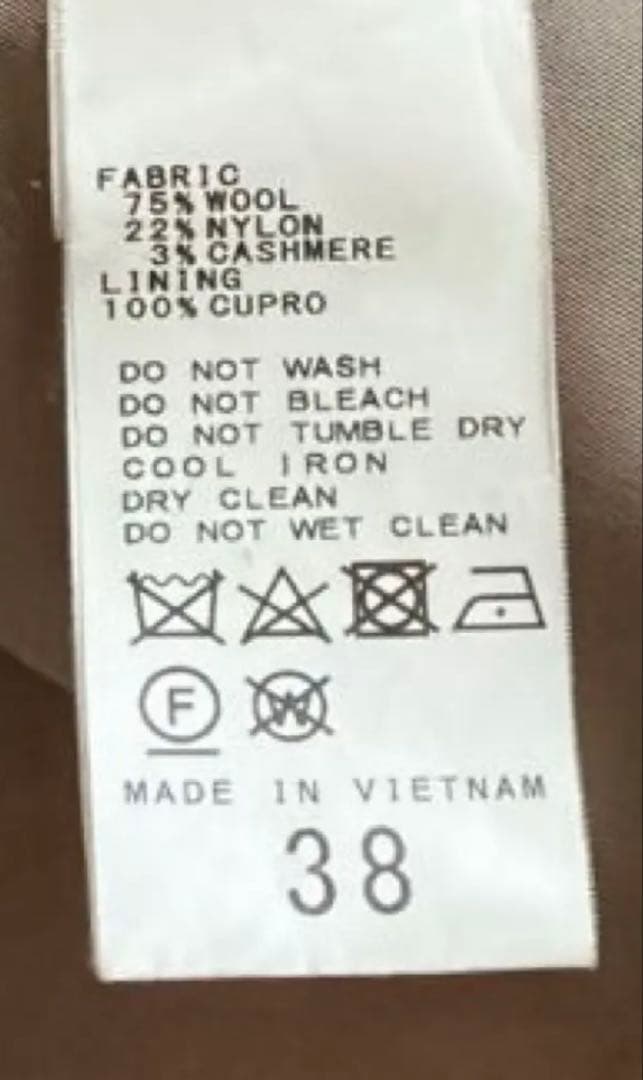 FABRIC
75% WOOL
22% NYLON
3% CASHMERE
LINING
100% CUPRO
DO NOT WASH
DO NOT BLEACH
DO NOT TUMBLE DRY
COOL IRON
DRY CLEAN
DO NOT WET CLEAN
F W
MADE IN VIETNAM
38